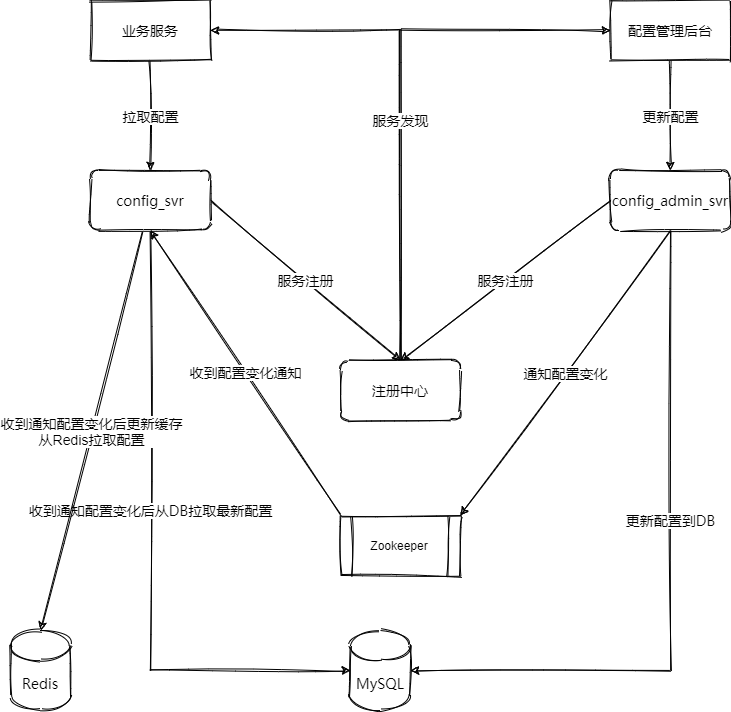 业务服务
配置管理后台
拉取配置
服务发现
更新配置
config_svr
config_admin_svr
服务注册
服务注册
收到配置变化通知
注册中心
通知配置变化
收到通知配置变化后更新缓存
从Redis拉取配置
收到通知配置变化后从DB拉取最新配置
更新配置到DB
Zookeeper
Redis
MySQL